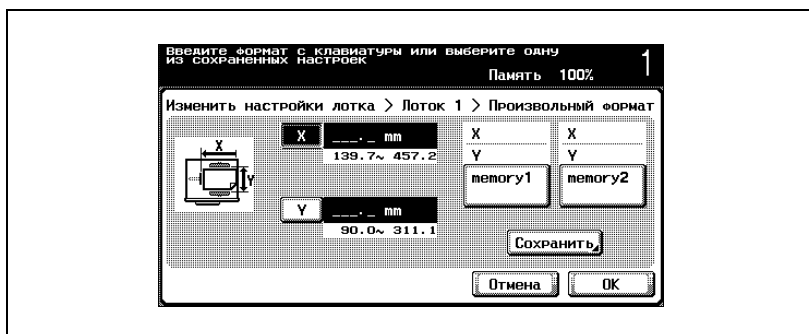 Введите формат с клавиатуры или выберите одну
из сохраненных настроек
1
Память 100%
Изменить настройки лотка > Лоток 1 > Произвольный формат
X ___._ mm
139.7~ 457.2
X
Y
Y ___._ mm
90.0~ 311.1
X X
Y Y
memory1 memory2
Сохранить
Отмена OK